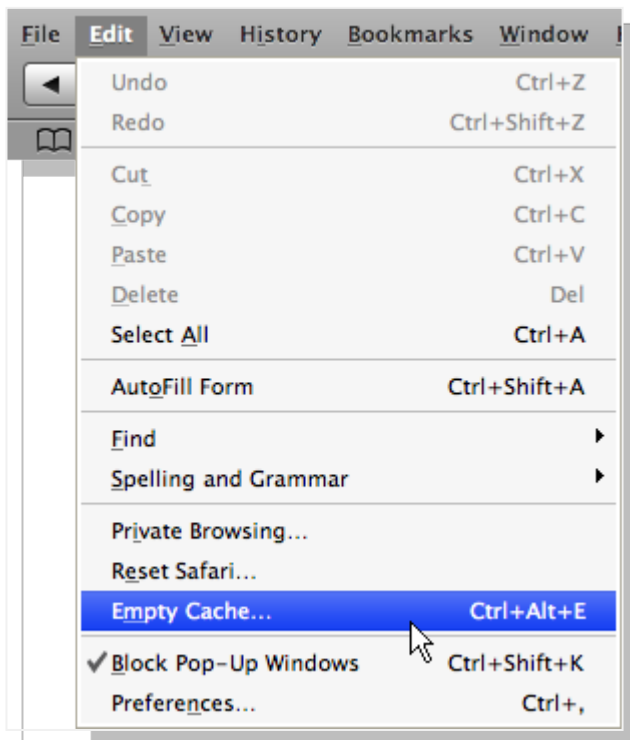 File Edit View History Bookmarks Window
Undo Ctrl+Z
Redo Ctrl+Shift+Z
Cut Ctrl+X
Copy Ctrl+C
Paste Ctrl+V
Delete Del
Select All Ctrl+A
AutoFill Form Ctrl+Shift+A
Find
Spelling and Grammar
Private Browsing...
Reset Safari...
Empty Cache... Ctrl+Alt+E
Block Pop-Up Windows Ctrl+Shift+K
Preferences... Ctrl+,